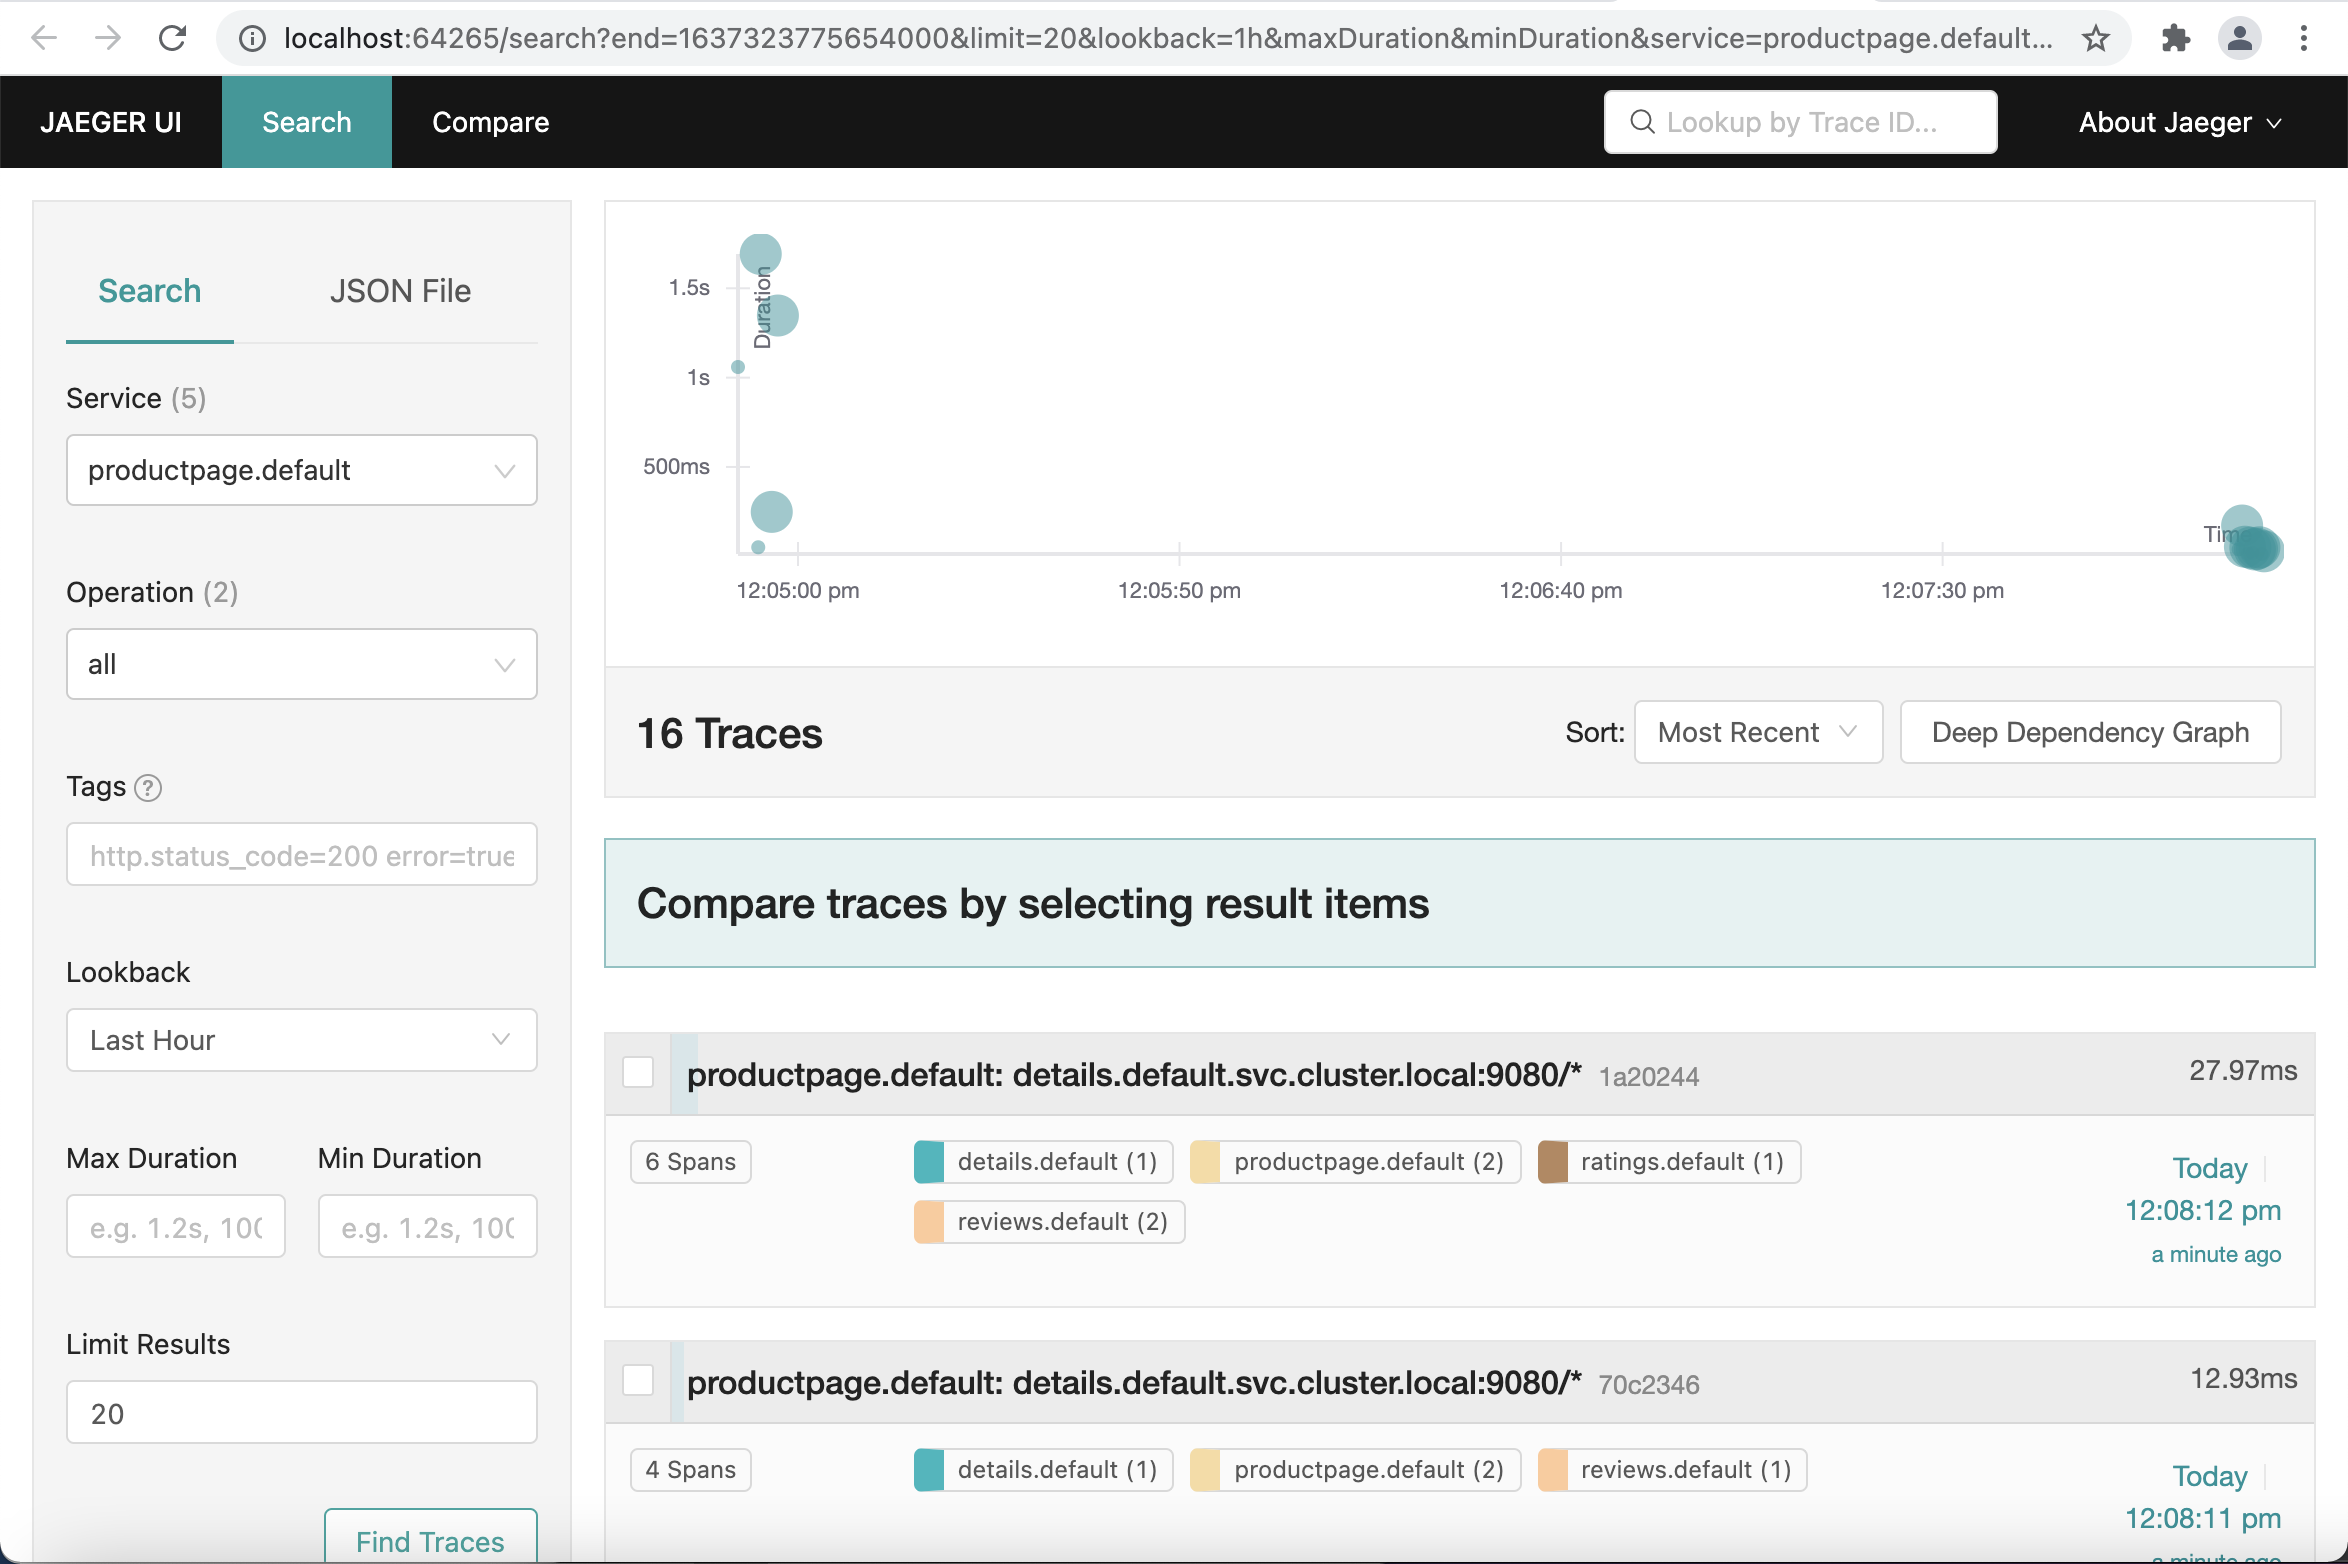 localhost:64265/search?end=1637323775654000&limit=20&lookback=1h&maxDuration&minDuration&service=productpage.default...
JAEGER UI
Search
Compare
Lookup by Trace ID...
About Jaeger
Search
JSON File
Service (5)
productpage.default
Operation (2)
all
Tags ?
http.status_code=200 error=true
Lookback
Last Hour
Max Duration
Min Duration
e.g. 1.2s, 100
e.g. 1.2s, 100
Limit Results
20
Find Traces
Duration
1.5s
1s
500ms
12:05:00 pm
12:05:50 pm
12:06:40 pm
12:07:30 pm
16 Traces
Sort:
Most Recent
Deep Dependency Graph
Compare traces by selecting result items
productpage.default: details.default.svc.cluster.local:9080/* 1a20244
27.97ms
6 Spans
details.default (1)
productpage.default (2)
ratings.default (1)
reviews.default (2)
Today
12:08:12 pm
a minute ago
productpage.default: details.default.svc.cluster.local:9080/* 70c2346
12.93ms
4 Spans
details.default (1)
productpage.default (2)
reviews.default (1)
Today
12:08:11 pm
a minute ago